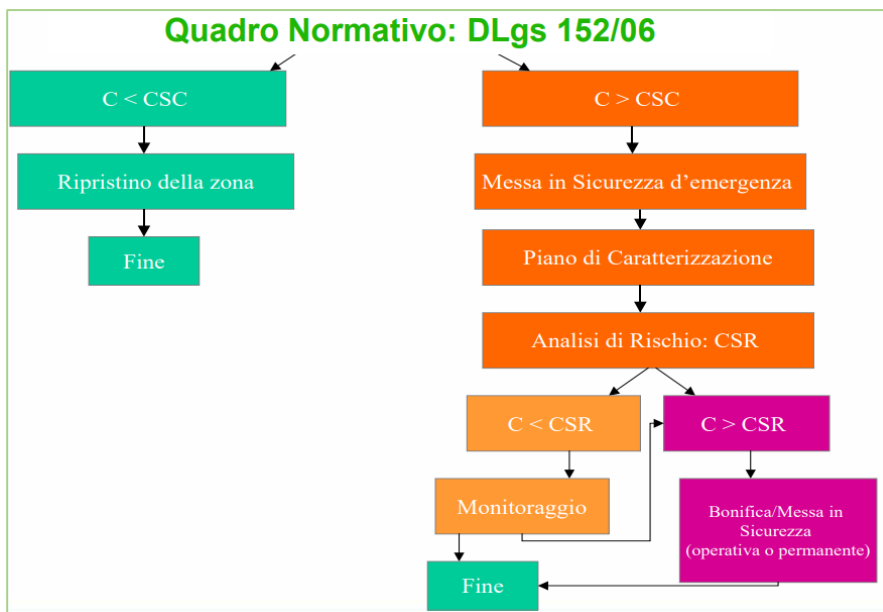 Quadro Normativo: DLgs 152/06
C < CSC
C > CSC
Ripristino della zona
Messa in Sicurezza d'emergenza
Fine
Piano di Caratterizzazione
Analisi di Rischio: CSR
C < CSR
C > CSR
Monitoraggio
Bonifica/Messa in
Sicurezza
(operativa o permanente)
Fine